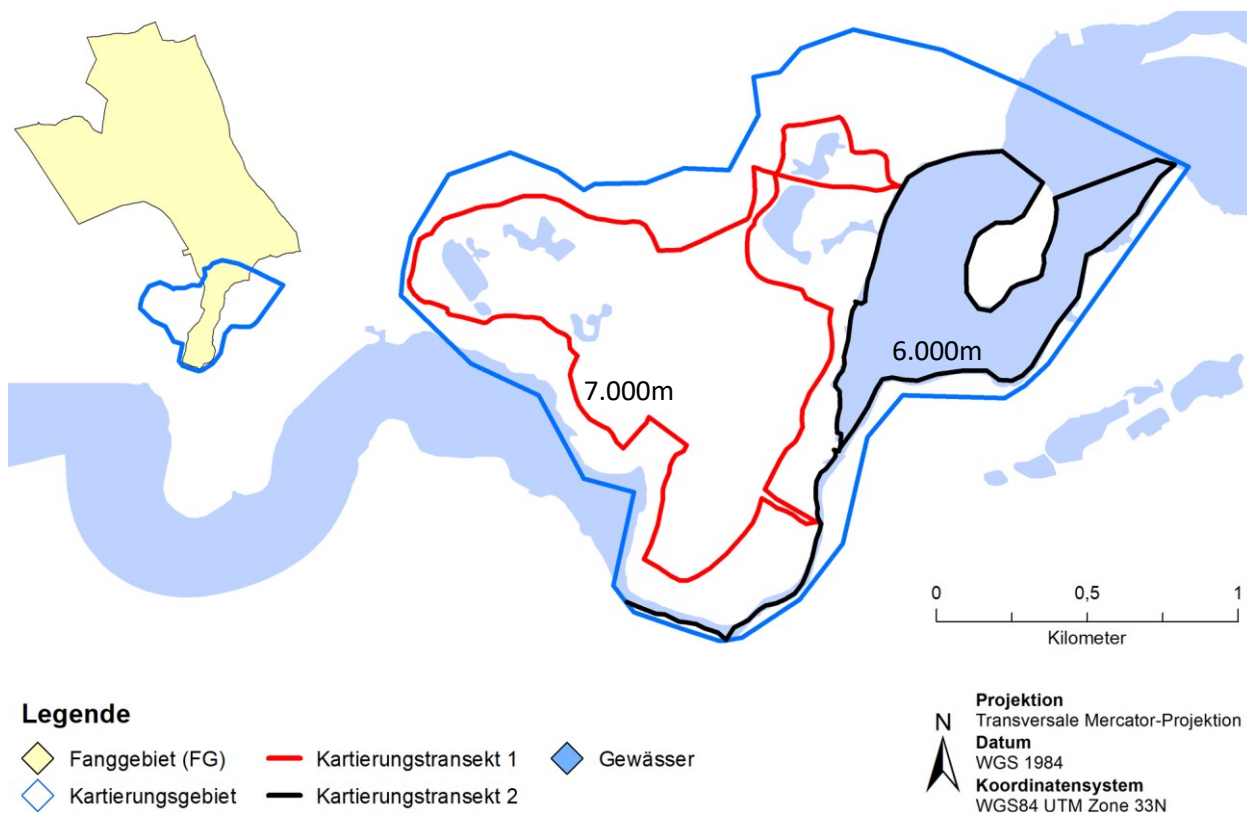 6.000m
7.000m
0 0,5 1
Kilometer
Legende
Fanggebiet (FG)
Kartierungstransekt 1
Gewässer
Kartierungsgebiet
Kartierungstransekt 2
N
Projektion
Transversale Mercator-Projektion
Datum
WGS 1984
Koordinatensystem
WGS84 UTM Zone 33N